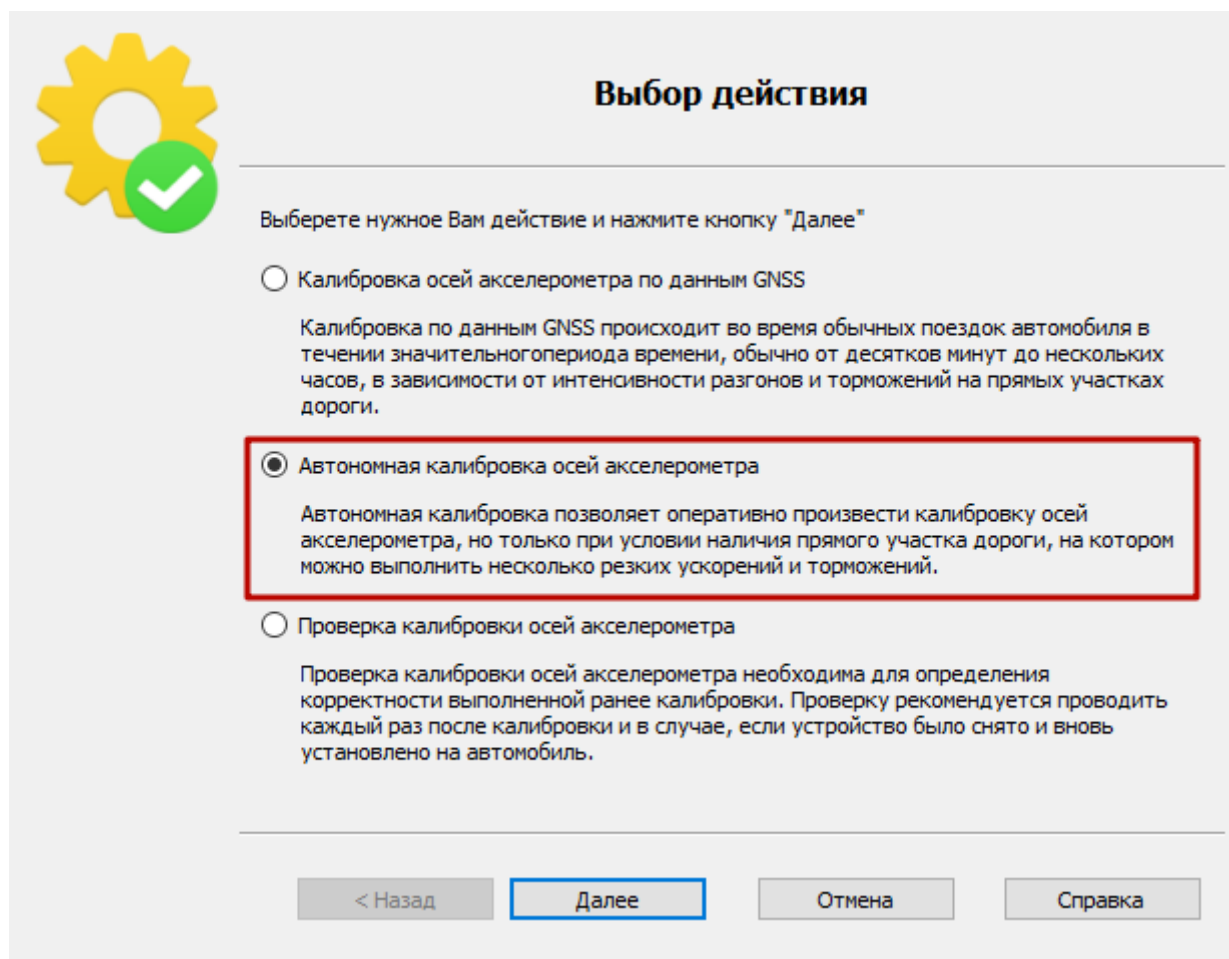 Выбор действия
Выберете нужное Вам действие и нажмите кнопку "Далее"
Калибровка осей акселерометра по данным GNSS
Калибровка по данным GNSS происходит во время обычных поездок автомобиля в
течении значительногопериода времени, обычно от десятков минут до нескольких
часов, в зависимости от интенсивности разгонов и торможений на прямых участках
дороги.
Автономная калибровка осей акселерометра
Автономная калибровка позволяет оперативно произвести калибровку осей
акселерометра, но только при условии наличия прямого участка дороги, на котором
можно выполнить несколько резких ускорений и торможений.
Проверка калибровки осей акселерометра
Проверка калибровки осей акселерометра необходима для определения
корректности выполненной ранее калибровки. Проверку рекомендуется проводить
каждый раз после калибровки и в случае, если устройство было снято и вновь
установлено на автомобиль.
< Назад Далее Отмена Справка